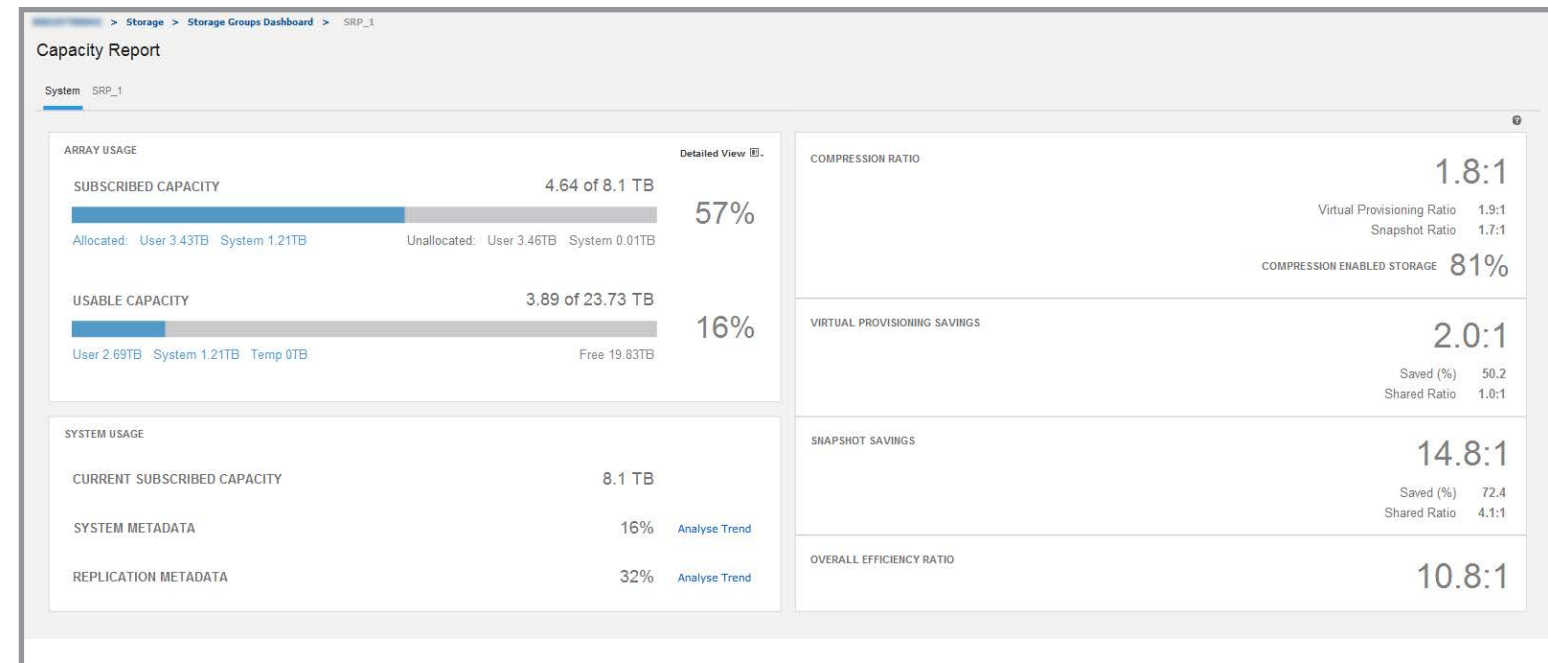 > Storage > Storage Groups Dashboard > SRP_1
Capacity Report
System SRP_1
ARRAY USAGE
Detailed View
SUBSCRIBED CAPACITY 4.64 of 8.1 TB
57%
Allocated: User 3.43TB System 1.21TB Unallocated: User 3.46TB System 0.01TB
USABLE CAPACITY 3.89 of 23.73 TB
16%
User 2.69TB System 1.21TB Temp 0TB Free 19.83TB
SYSTEM USAGE
CURRENT SUBSCRIBED CAPACITY 8.1 TB
SYSTEM METADATA 16% Analyse Trend
REPLICATION METADATA 32% Analyse Trend
COMPRESSION RATIO
1.8:1
Virtual Provisioning Ratio 1.9:1
Snapshot Ratio 1.7:1
COMPRESSION ENABLED STORAGE 81%
VIRTUAL PROVISIONING SAVINGS
2.0:1
Saved (%) 50.2
Shared Ratio 1.0:1
SNAPSHOT SAVINGS
14.8:1
Saved (%) 72.4
Shared Ratio 4.1:1
OVERALL EFFICIENCY RATIO
10.8:1